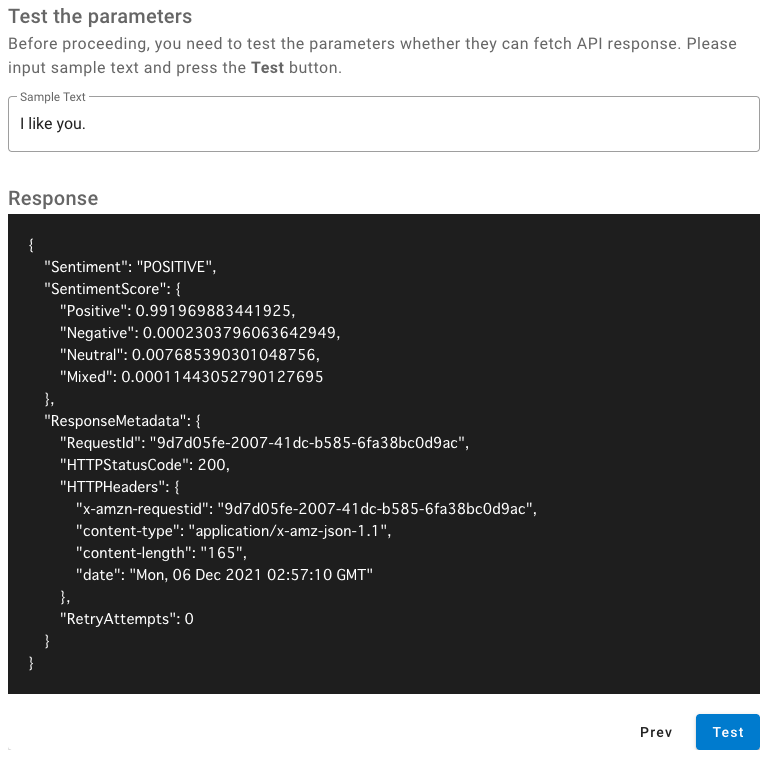 Test the parameters
Before proceeding, you need to test the parameters whether they can fetch API response. Please
input sample text and press the Test button.
Sample Text
I like you.
Response
{
"Sentiment": "POSITIVE",
"SentimentScore": {
"Positive": 0.991969883441925,
"Negative": 0.0002303796063642949,
"Neutral": 0.007685390301048756,
"Mixed": 0.00011443052790127695
},
"ResponseMetadata": {
"RequestId": "9d7d05fe-2007-41dc-b585-6fa38bc0d9ac",
"HTTPStatusCode": 200,
"HTTPHeaders": {
"x-amzn-requestid": "9d7d05fe-2007-41dc-b585-6fa38bc0d9ac",
"content-type": "application/x-amz-json-1.1",
"content-length": "165",
"date": "Mon, 06 Dec 2021 02:57:10 GMT"
},
"RetryAttempts": 0
}
}
Prev Test